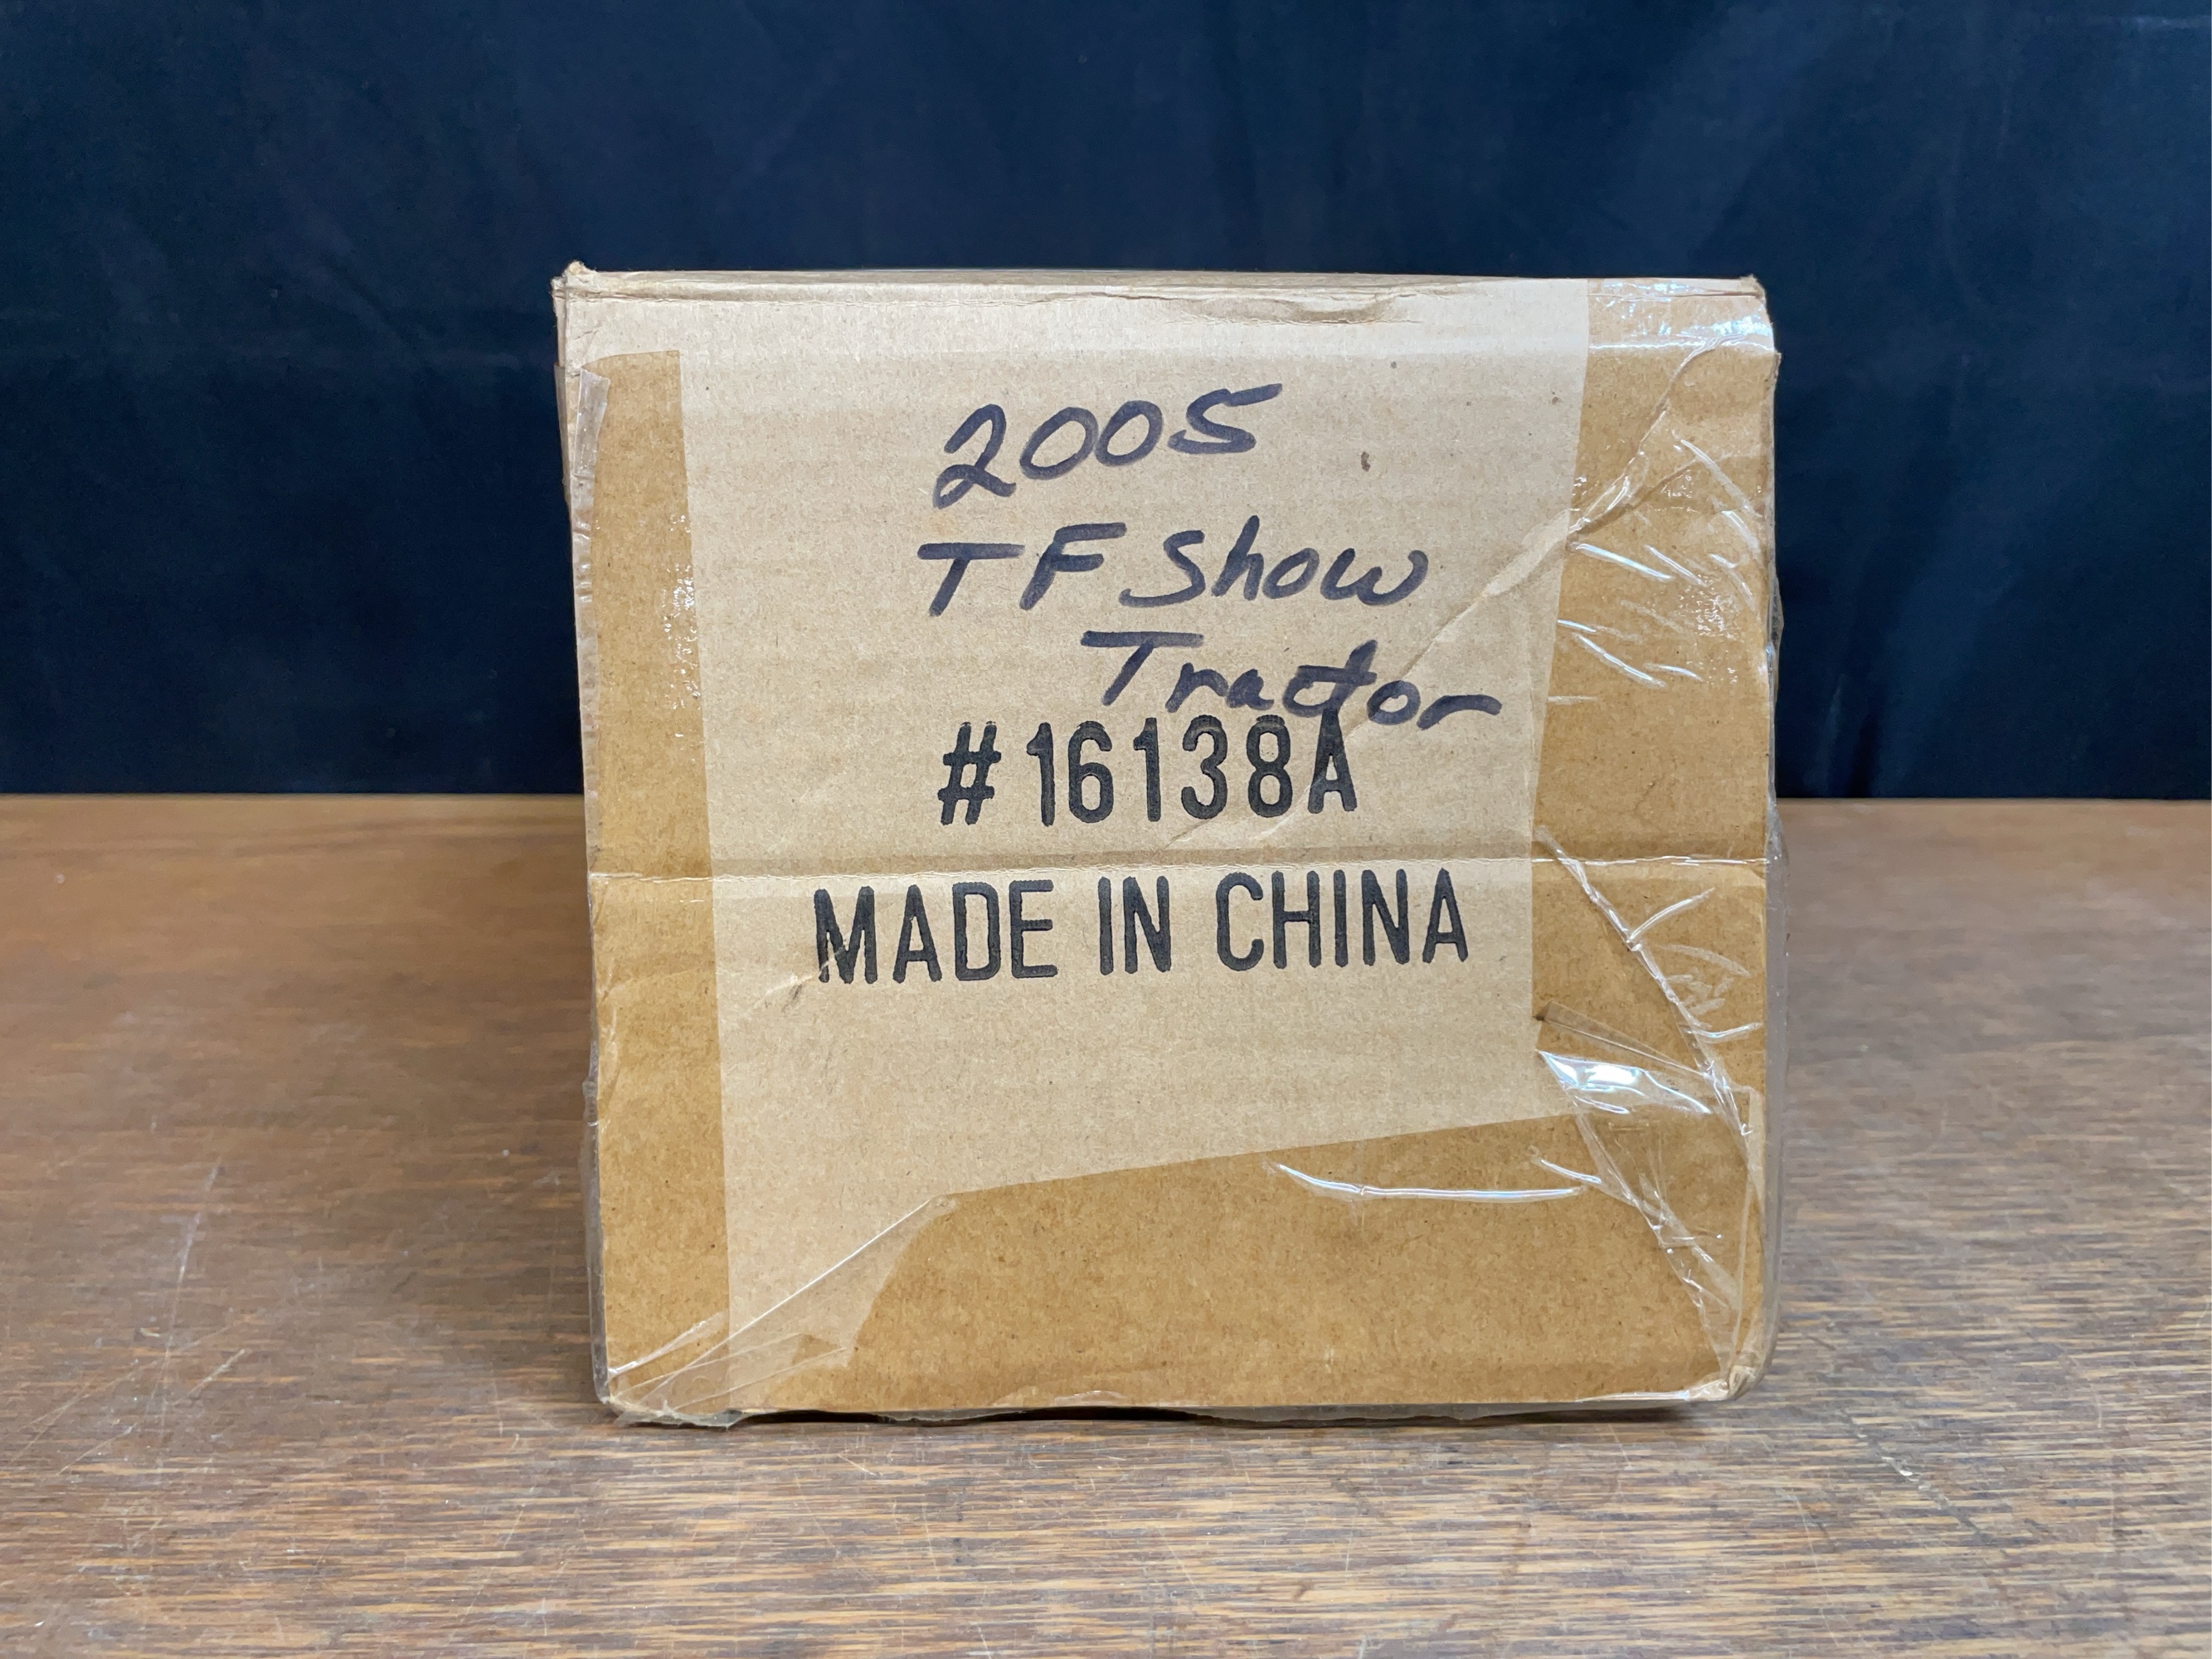 2005
TF Show
Tractor
#16138A
MADE IN CHINA